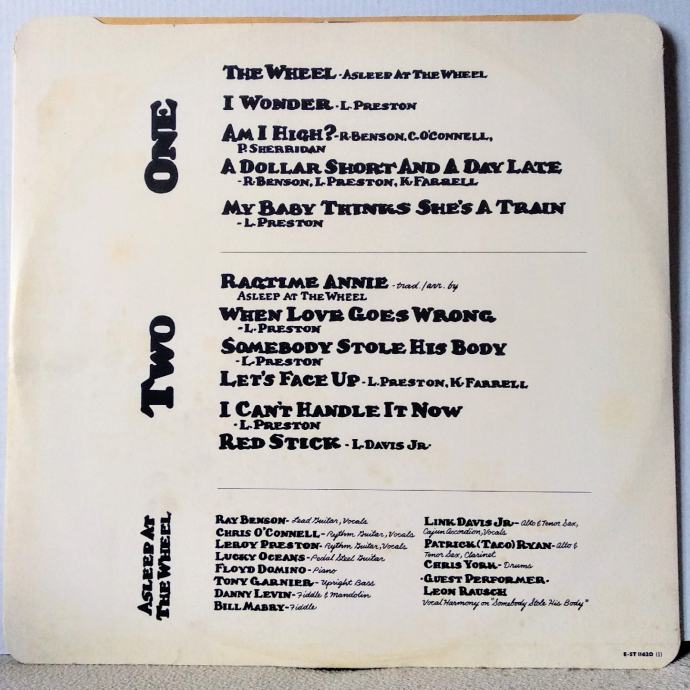 ONE
THE WHEEL - ASLEEP AT THE WHEEL
I WONDER - L. PRESTON
AM I HIGH? - R. BENSON, C. O'CONNELL,
P. SHERRIDAN
A DOLLAR SHORT AND A DAY LATE
- R. BENSON, L. PRESTON, K. FARRELL
MY BABY THINKS SHE'S A TRAIN
- L. PRESTON
TWO
RAGTIME ANNIE - trad. / arr. by
ASLEEP AT THE WHEEL
WHEN LOVE GOES WRONG
- L. PRESTON
SOMEBODY STOLE HIS BODY
- L. PRESTON
LET'S FACE UP - L. PRESTON, K. FARRELL
I CAN'T HANDLE IT NOW
- L. PRESTON
RED STICK - L. DAVIS JR.
ASLEEP AT
THE WHEEL
RAY BENSON - Lead Guitar, Vocals
CHRIS O'CONNELL - Rythm Guitar, Vocals
LEROY PRESTON - Rythm Guitar, Vocals
LUCKY OCEANS - Pedal Steel Guitar
FLOYD DOMINO - Piano
TONY GARNIER - Upright Bass
DANNY LEVIN - Fiddle & Mandolin
BILL MABRY - Fiddle
LINK DAVIS JR. - Alto & Tenor Sax,
Cajun Accordion, Vocals
PATRICK (TACO) RYAN - Alto &
Tenor Sax, Clarinet
CHRIS YORK - Drums
· GUEST PERFORMER ·
LEON RAUSCH
Vocal Harmony on "Somebody Stole His Body"
E-ST 11620 (1)